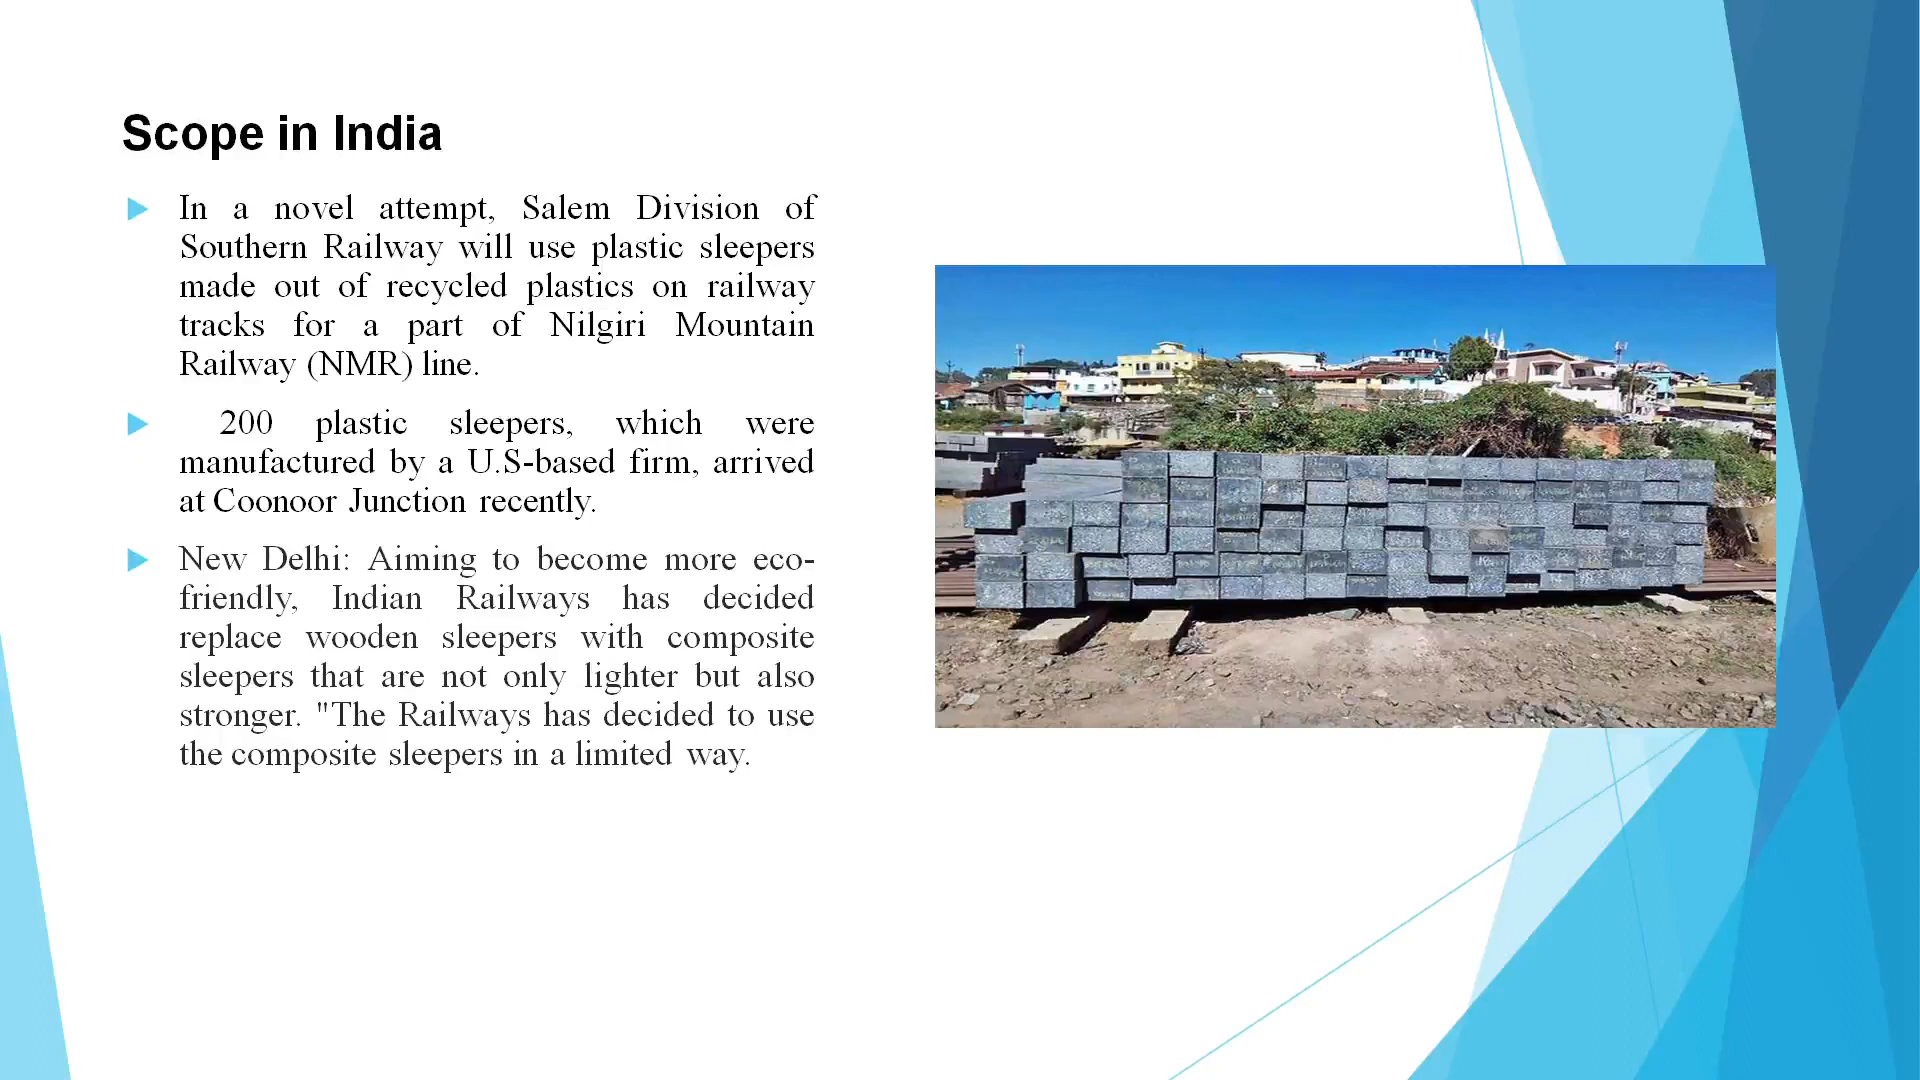 Scope in India
In a novel attempt, Salem Division of
Southern Railway will use plastic sleepers
made out of recycled plastics on railway
tracks for a part of Nilgiri Mountain
Railway (NMR) line.
200 plastic sleepers, which were
manufactured by a U.S-based firm, arrived
at Coonoor Junction recently.
New Delhi: Aiming to become more eco-
friendly, Indian Railways has decided
replace wooden sleepers with composite
sleepers that are not only lighter but also
stronger. "The Railways has decided to use
the composite sleepers in a limited way.